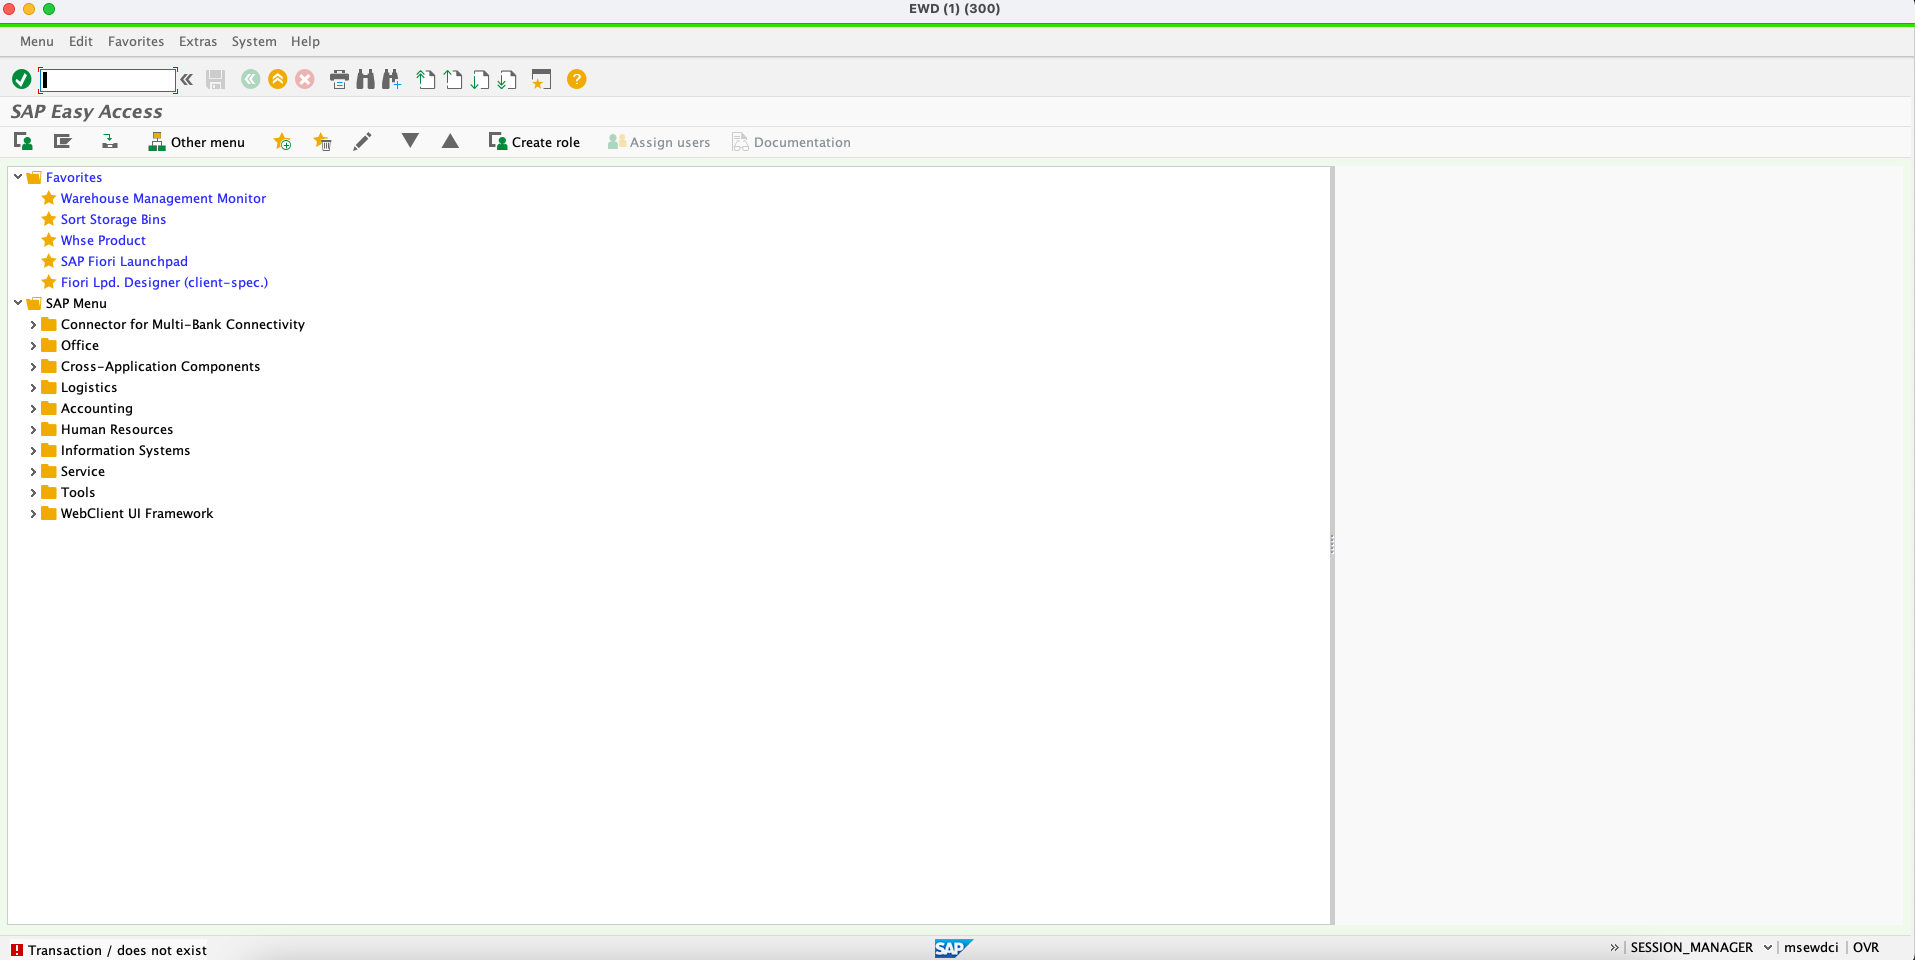 EWD (1) (300)
Menu Edit Favorites Extras System Help
SAP Easy Access
Other menu Create role Assign users Documentation
Favorites
Warehouse Management Monitor
Sort Storage Bins
Whse Product
SAP Fiori Launchpad
Fiori Lpd. Designer (client-spec.)
SAP Menu
Connector for Multi-Bank Connectivity
Office
Cross-Application Components
Logistics
Accounting
Human Resources
Information Systems
Service
Tools
WebClient UI Framework
Transaction / does not exist SAP SESSION_MANAGER msewdci OVR